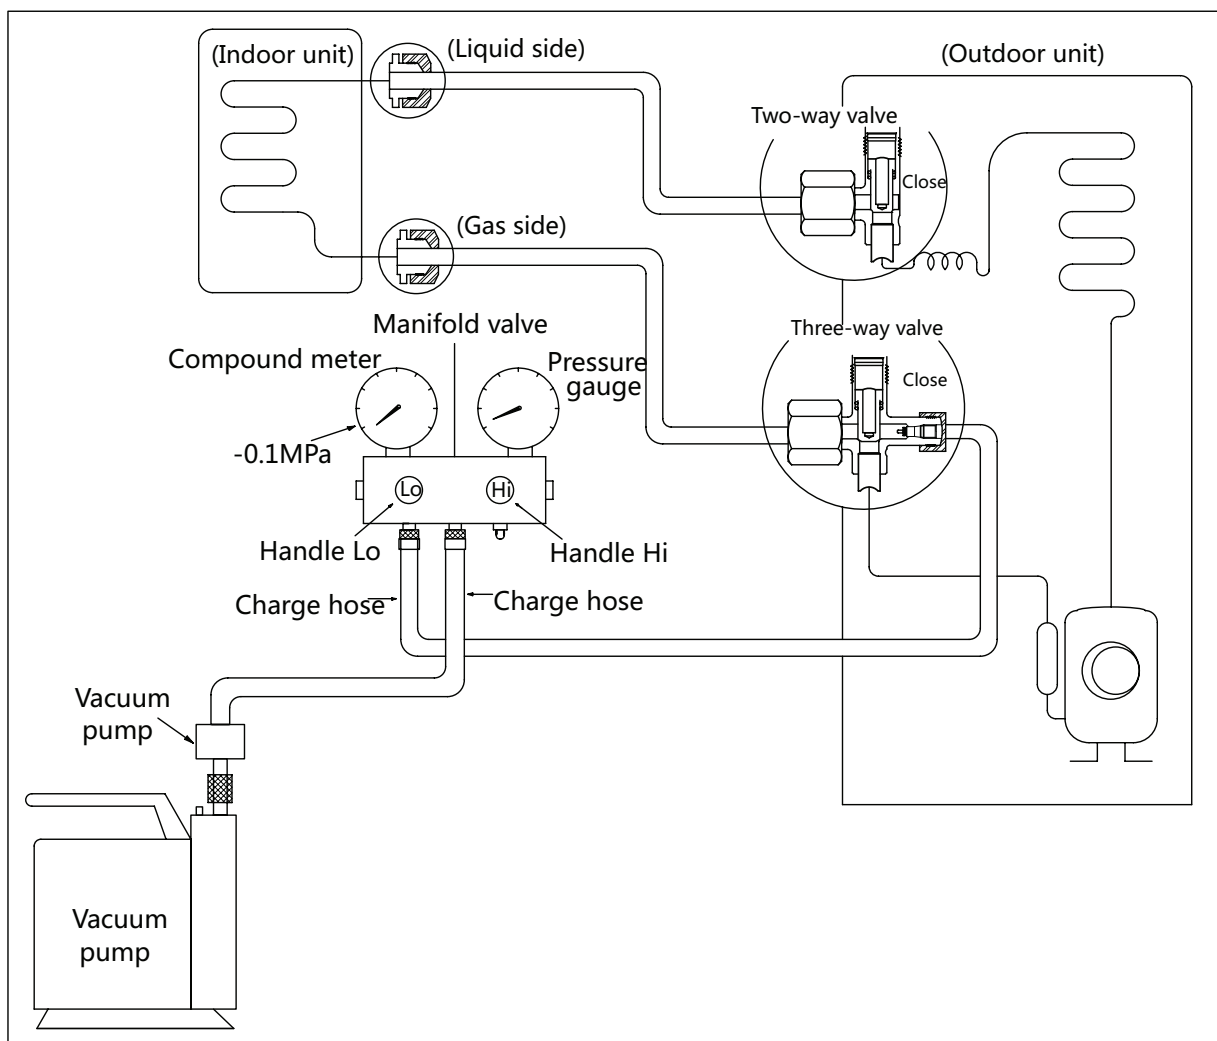 (Indoor unit)
(Liquid side)
(Outdoor unit)
Two-way valve
Close
(Gas side)
Manifold valve
Three-way valve
Compound meter
Pressure
gauge
Close
-0.1MPa
Lo
Hi
Handle Lo
Handle Hi
Charge hose
Charge hose
Vacuum
pump
Vacuum
pump